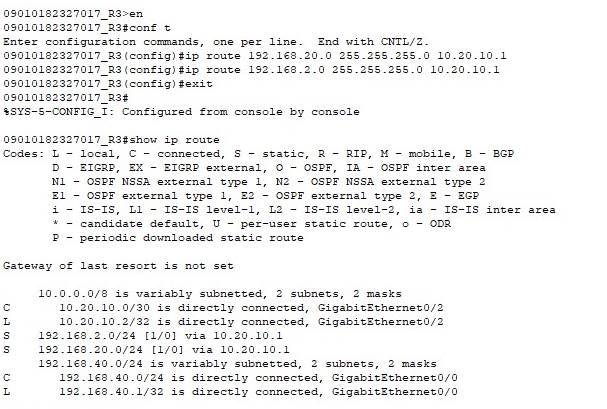 09010182327017_R3>en
09010182327017_R3#conf t
Enter configuration commands, one per line.  End with CNTL/Z.
09010182327017_R3(config)#ip route 192.168.20.0 255.255.255.0 10.20.10.1
09010182327017_R3(config)#ip route 192.168.2.0 255.255.255.0 10.20.10.1
09010182327017_R3(config)#exit
09010182327017_R3#
%SYS-5-CONFIG_I: Configured from console by console
09010182327017_R3#show ip route
Codes: L - local, C - connected, S - static, R - RIP, M - mobile, B - BGP
D - EIGRP, EX - EIGRP external, O - OSPF, IA - OSPF inter area
N1 - OSPF NSSA external type 1, N2 - OSPF NSSA external type 2
E1 - OSPF external type 1, E2 - OSPF external type 2, E - EGP
i - IS-IS, L1 - IS-IS level-1, L2 - IS-IS level-2, ia - IS-IS inter area
* - candidate default, U - per-user static route, o - ODR
P - periodic downloaded static route
Gateway of last resort is not set
10.0.0.0/8 is variably subnetted, 2 subnets, 2 masks
C 10.20.10.0/30 is directly connected, GigabitEthernet0/2
L 10.20.10.2/32 is directly connected, GigabitEthernet0/2
S 192.168.2.0/24 [1/0] via 10.20.10.1
S 192.168.20.0/24 [1/0] via 10.20.10.1
192.168.40.0/24 is variably subnetted, 2 subnets, 2 masks
C 192.168.40.0/24 is directly connected, GigabitEthernet0/0
L 192.168.40.1/32 is directly connected, GigabitEthernet0/0